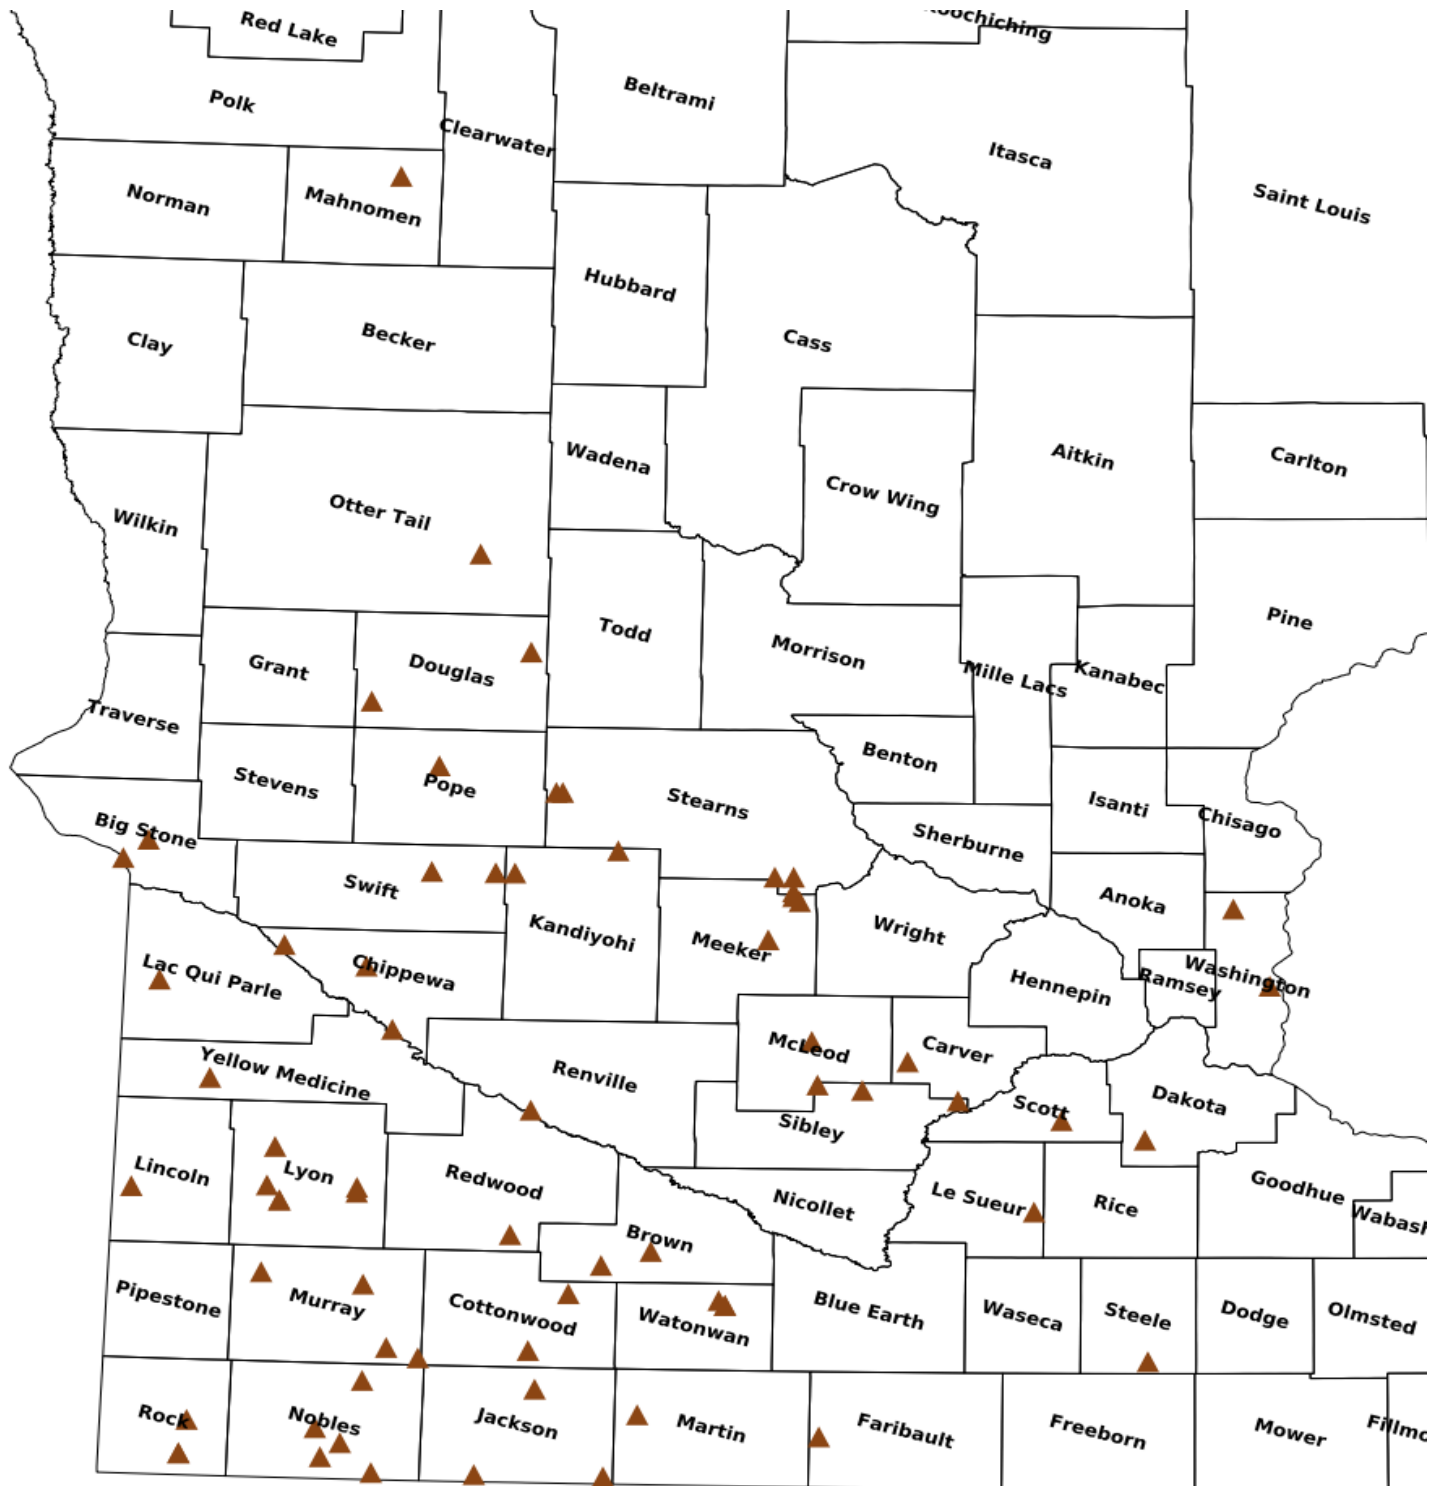 Red Lake
Polk
Clearwater
Beltrami
Itasca
Saint Louis
Norman
Mahnomen
Hubbard
Cass
Clay
Becker
Wadena
Crow Wing
Aitkin
Carlton
Wilkin
Otter Tail
Todd
Morrison
Mille Lacs
Kanabec
Pine
Grant
Douglas
Traverse
Stevens
Pope
Stearns
Benton
Sherburne
Isanti
Chisago
Big Stone
Swift
Kandiyohi
Meeker
Wright
Anoka
Hennepin
Ramsey
Washington
Lac Qui Parle
Chippewa
Yellow Medicine
Renville
McLeod
Carver
Scott
Dakota
Sibley
Lincoln
Lyon
Redwood
Nicollet
Le Sueur
Rice
Goodhue
Brown
Pipestone
Murray
Cottonwood
Watonwan
Blue Earth
Waseca
Steele
Dodge
Olmsted
Rock
Nobles
Jackson
Martin
Faribault
Freeborn
Mower